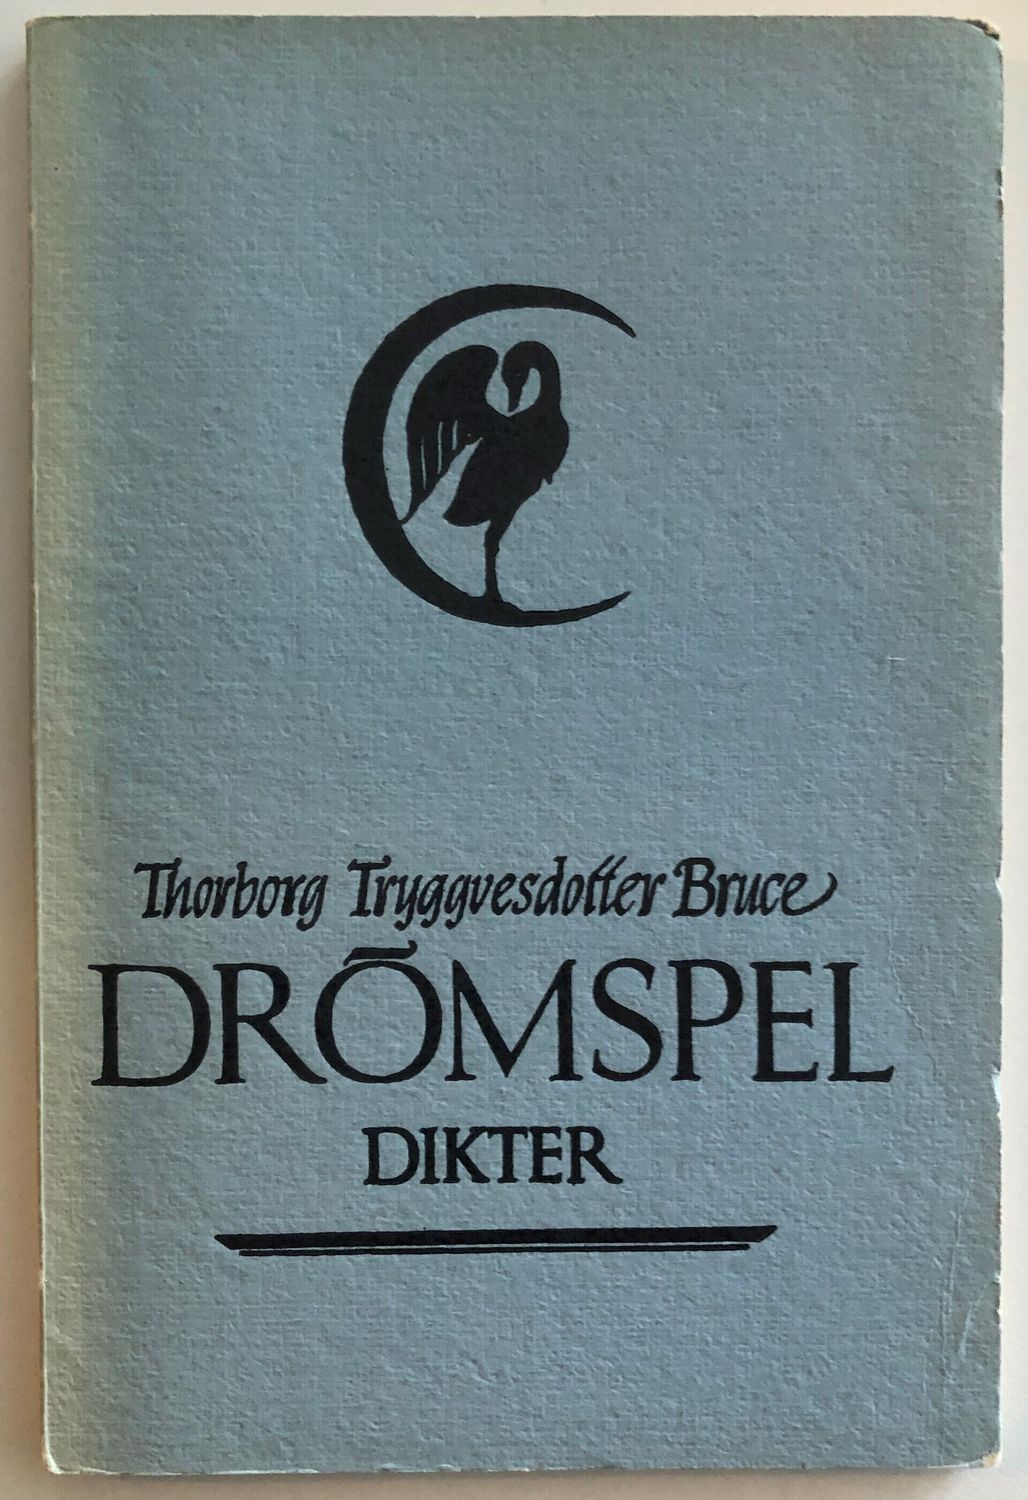 Thorborg Tryggvesdotter Bruce
DRÖMSPEL
DIKTER